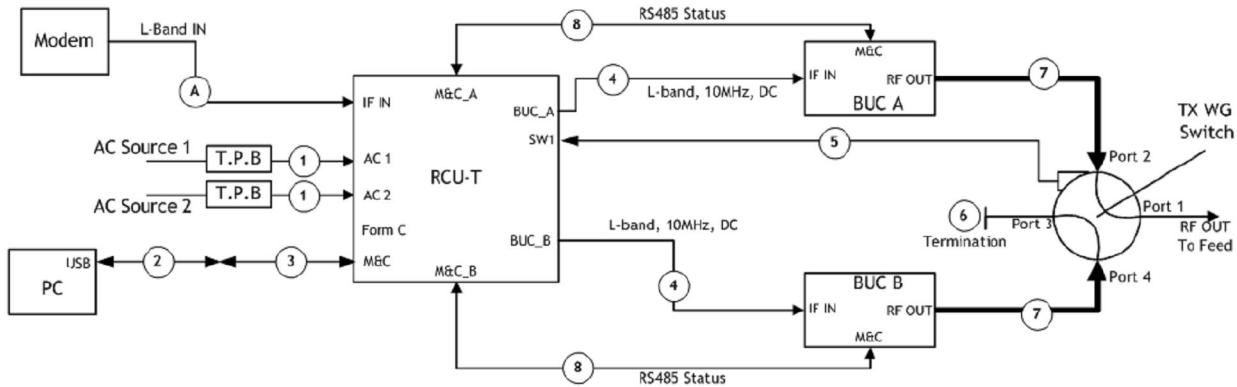 RS485 Status
8
Modem
L-Band IN
A
M&C
IF IN
RF OUT
BUC A
7
4
L-band, 10MHz, DC
IF IN
M&C_A
BUC_A
SW1
5
TX WG
Switch
AC Source 1
T.P.B
1
AC 1
Port 2
AC Source 2
T.P.B
1
AC 2
RCU-T
6
Termination
Port 3
Port 1
RF OUT
To Feed
Form C
BUC_B
L-band, 10MHz, DC
USB
PC
2
3
M&C
M&C_B
4
BUC B
IF IN
RF OUT
M&C
7
Port 4
8
RS485 Status